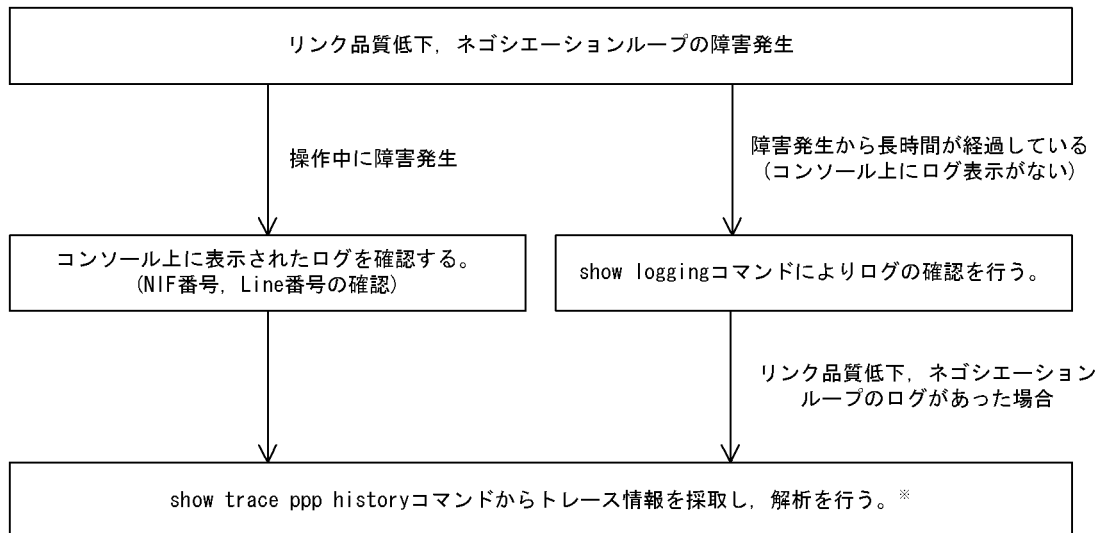 リンク品質低下，ネゴシエーションループの障害発生
操作中に障害発生
障害発生から長時間が経過している
（コンソール上にログ表示がない）
コンソール上に表示されたログを確認する。
（NIF番号，Line番号の確認）
show loggingコマンドによりログの確認を行う。
リンク品質低下，ネゴシエーション
ループのログがあった場合
show trace ppp historyコマンドからトレース情報を採取し，解析を行う。※